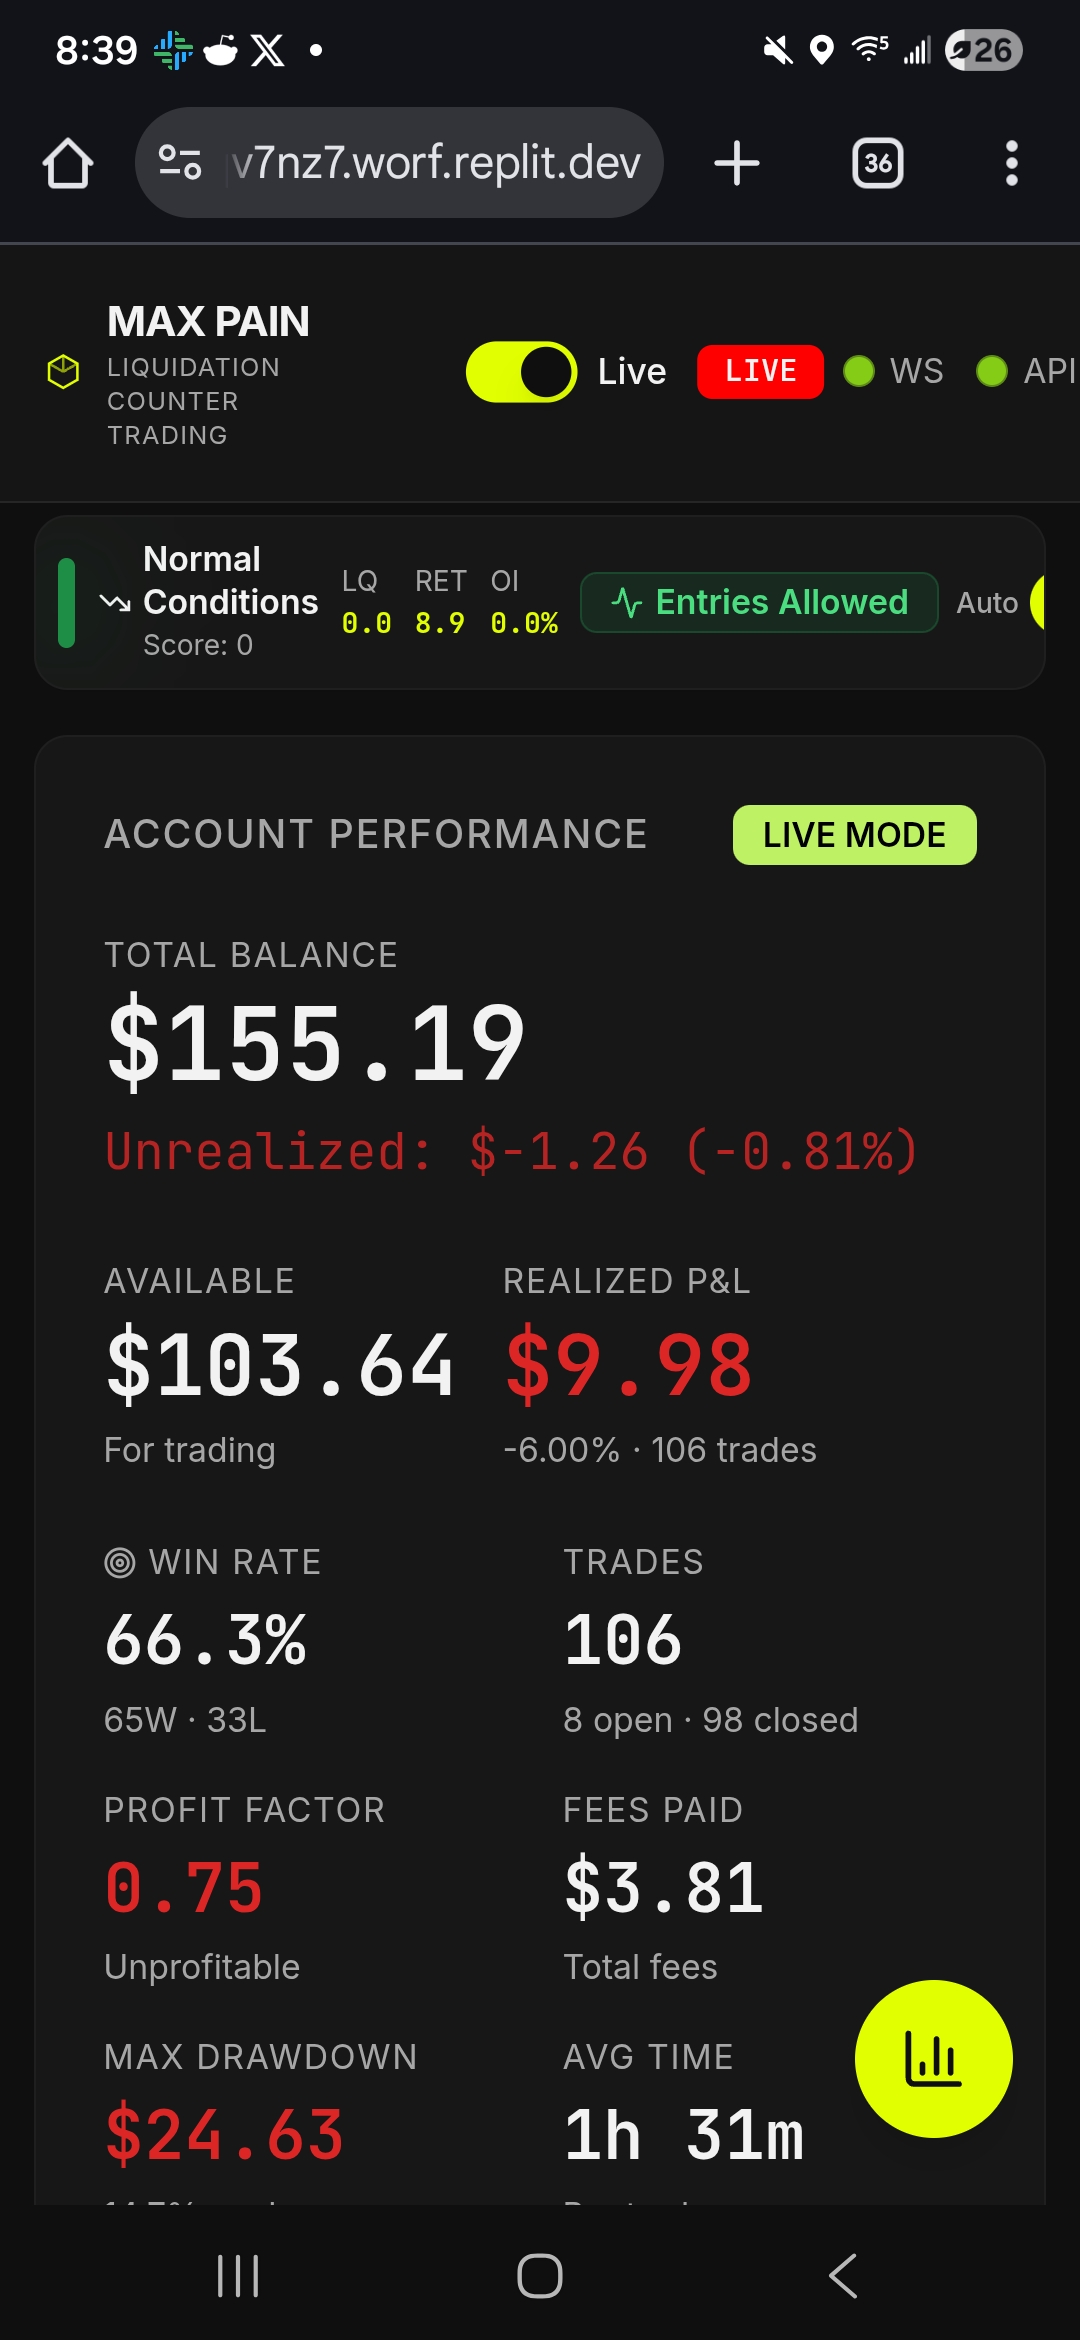 8:39
5
26
v7nz7.worf.replit.dev
36
MAX PAIN
LIQUIDATION
COUNTER
TRADING
Live
LIVE
WS
API
Normal
Conditions
Score: 0
LQ
0.0
RET
8.9
OI
0.0%
Entries Allowed
Auto
ACCOUNT PERFORMANCE
LIVE MODE
TOTAL BALANCE
$155.19
Unrealized: $-1.26 (-0.81%)
AVAILABLE
$103.64
For trading
REALIZED P&L
$9.98
-6.00% · 106 trades
WIN RATE
66.3%
65W · 33L
TRADES
106
8 open · 98 closed
PROFIT FACTOR
0.75
Unprofitable
FEES PAID
$3.81
Total fees
MAX DRAWDOWN
$24.63
AVG TIME
1h 31m